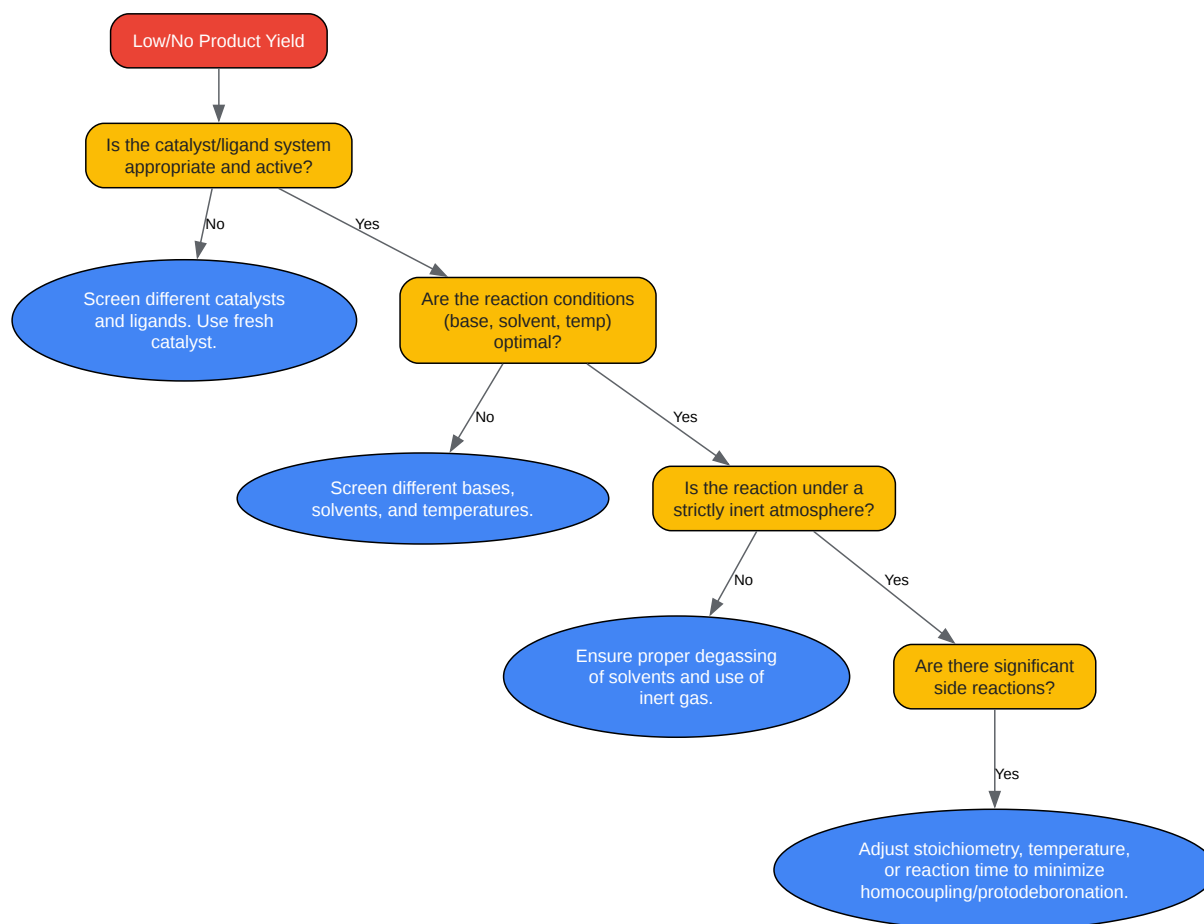 Low/No Product Yield
Is the catalyst/ligand system
appropriate and active?
No
Yes
Screen different catalysts
and ligands. Use fresh
catalyst.
Are the reaction conditions
(base, solvent, temp)
optimal?
No
Yes
Screen different bases,
solvents, and temperatures.
Is the reaction under a
strictly inert atmosphere?
No
Yes
Ensure proper degassing
of solvents and use of
inert gas.
Are there significant
side reactions?
Yes
Adjust stoichiometry, temperature,
or reaction time to minimize
homocoupling/protodeboronation.